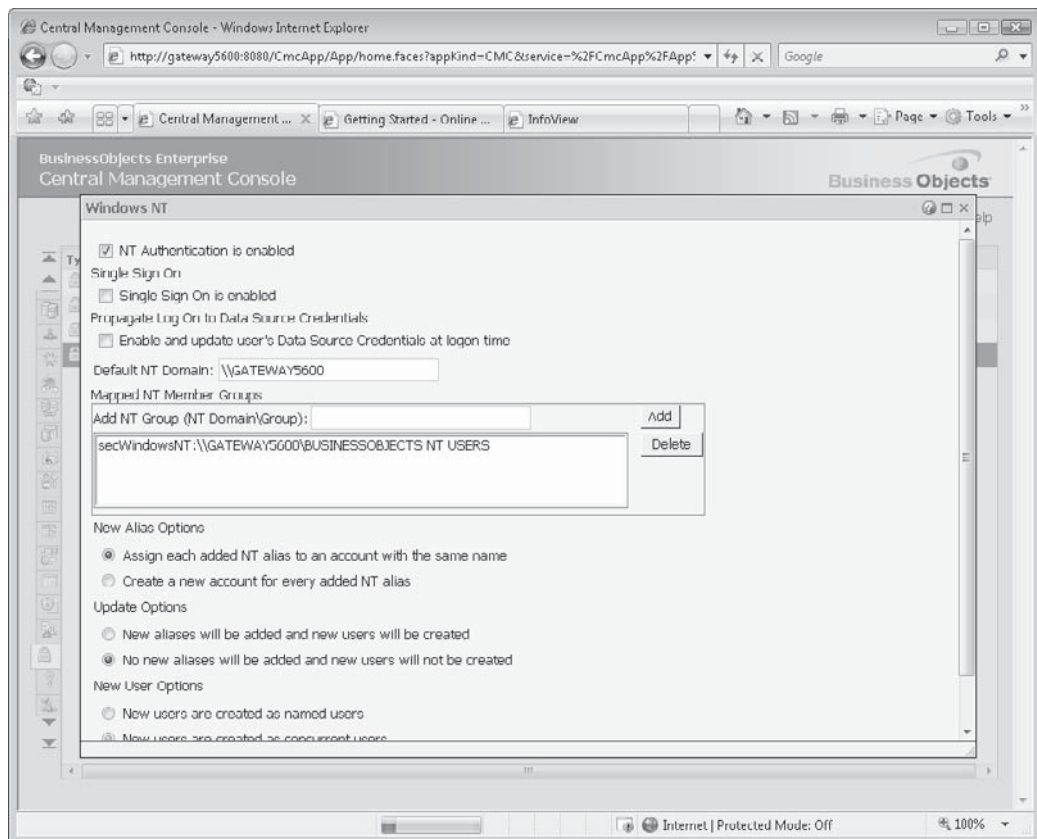 Central Management Console - Windows Internet Explorer
http://gateway5600:8080/CmcApp/App/home.faces?appKind=CMC&service=%2FCmcApp%2FApp
Google
Central Management ...
Getting Started - Online ...
InfoView
Page
Tools
BusinessObjects Enterprise
Central Management Console
Business Objects
Windows NT
elp
Ty
NT Authentication is enabled
Single Sign On
Single Sign On is enabled
Propagate Log On to Data Source Credentials
Enable and update user's Data Source Credentials at logon time
Default NT Domain: \\GATEWAY5600
Mapped NT Member Groups
Add NT Group (NT Domain\Group):
Add
secWindowsNT:\\GATEWAY5600\BUSINESSOBJECTS NT USERS
Delete
New Alias Options
Assign each added NT alias to an account with the same name
Create a new account for every added NT alias
Update Options
New aliases will be added and new users will be created
No new aliases will be added and new users will not be created
New User Options
New users are created as named users
New users are created as concurrent users
Internet | Protected Mode: Off
100%